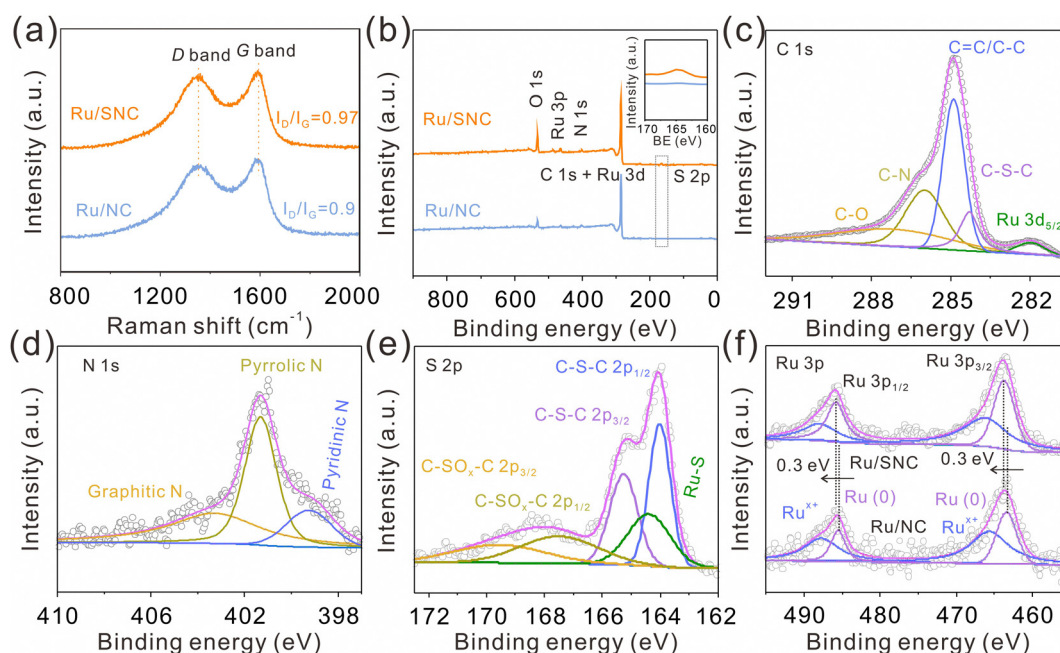 (a)
D band
G band
Ru/SNC
I_D/I_G=0.97
Ru/NC
I_D/I_G=0.9
Intensity (a.u.)
800 1200 1600 2000
Raman shift (cm⁻¹)
(b)
O 1s
Ru 3p
N 1s
Ru/SNC
C 1s + Ru 3d
S 2p
Ru/NC
Intensity (a.u.)
170 165 160
BE (eV)
Intensity (a.u.)
800 600 400 200 0
Binding energy (eV)
(c)
C 1s
C=C/C-C
C-N
C-S-C
C-O
Ru 3d₅/₂
Intensity (a.u.)
291 288 285 282
Binding energy (eV)
(d)
N 1s
Pyrrolic N
Pyridinic N
Graphitic N
Intensity (a.u.)
410 406 402 398
Binding energy (eV)
(e)
S 2p
C-S-C 2p₁/₂
C-S-C 2p₃/₂
C-SOₓ-C 2p₃/₂
C-SOₓ-C 2p₁/₂
Ru-S
Intensity (a.u.)
172 170 168 166 164 162
Binding energy (eV)
(f)
Ru 3p
Ru 3p₁/₂
Ru 3p₃/₂
0.3 eV
Ru/SNC
0.3 eV
Ru (0)
Ru (0)
Ruˣ⁺
Ru/NC
Ruˣ⁺
Intensity (a.u.)
490 480 470 460
Binding energy (eV)